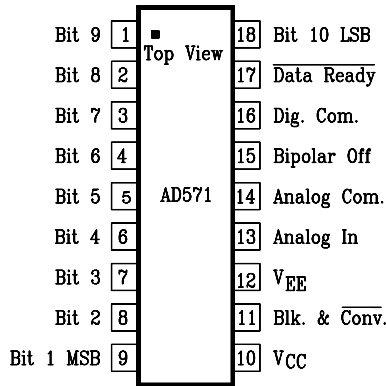 Bit 9 1 18 Bit 10 LSB
Top View
Bit 8 2 17 Data Ready
Bit 7 3 16 Dig. Com.
Bit 6 4 15 Bipolar Off
Bit 5 5 AD571 14 Analog Com.
Bit 4 6 13 Analog In
Bit 3 7 12 VEE
Bit 2 8 11 Blk. & Conv.
Bit 1 MSB 9 10 VCC